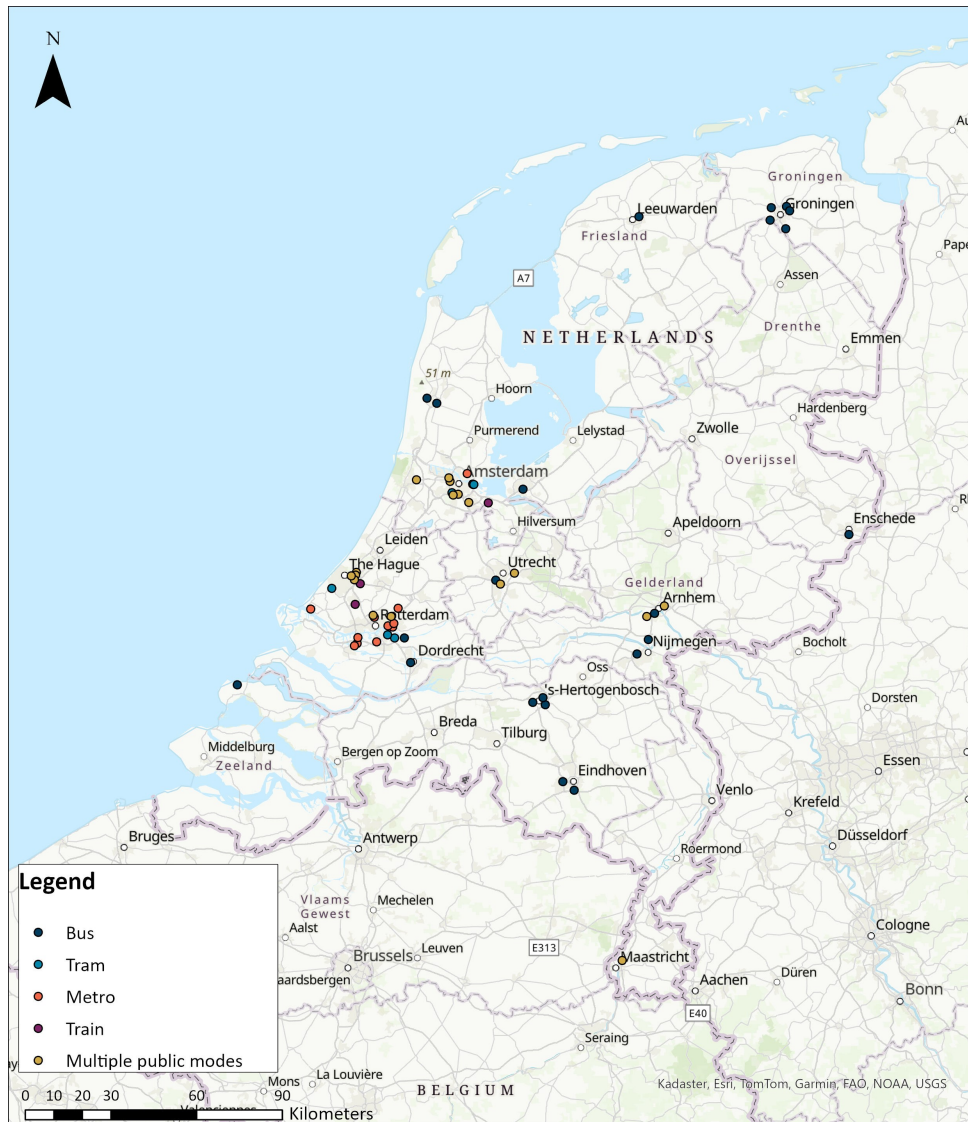 N
Au
Groningen
Groningen
Leeuwarden
Friesland
Pape
A7
Assen
NETHERLANDS
Drenthe
Emmen
51 m
Hoorn
Hardenberg
Purmerend
Lelystad
Zwolle
Overijssel
Amsterdam
Enschede
Hilversum
Apeldoorn
Leiden
The Hague
Utrecht
Gelderland
Arnhem
Rotterdam
Nijmegen
Bocholt
Dordrecht
Oss
's-Hertogenbosch
Dorsten
Breda
Tilburg
Middelburg
Zeeland
Bergen op Zoom
Essen
Eindhoven
Venlo
Krefeld
Bruges
Antwerp
Düsseldorf
Roermond
Legend
Vlaams
Gewest
Mechelen
Aalst
Cologne
Bus
E313
Brussels
Leuven
Maastricht
Tram
aardsbergen
Aachen
Düren
Bonn
Metro
E40
Train
Seraing
Multiple public modes
La Louvière
Mons
BELGIUM
Kadaster, Esri, TomTom, Garmin, FAO, NOAA, USGS
0 10 20 30 60 90
Kilometers